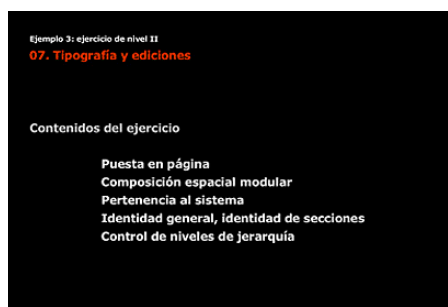 Ejemplo 3: ejercicio de nivel II
07. Tipografía y ediciones
Contenidos del ejercicio
Puesta en página
Composición espacial modular
Pertenencia al sistema
Identidad general, identidad de secciones
Control de niveles de jerarquía